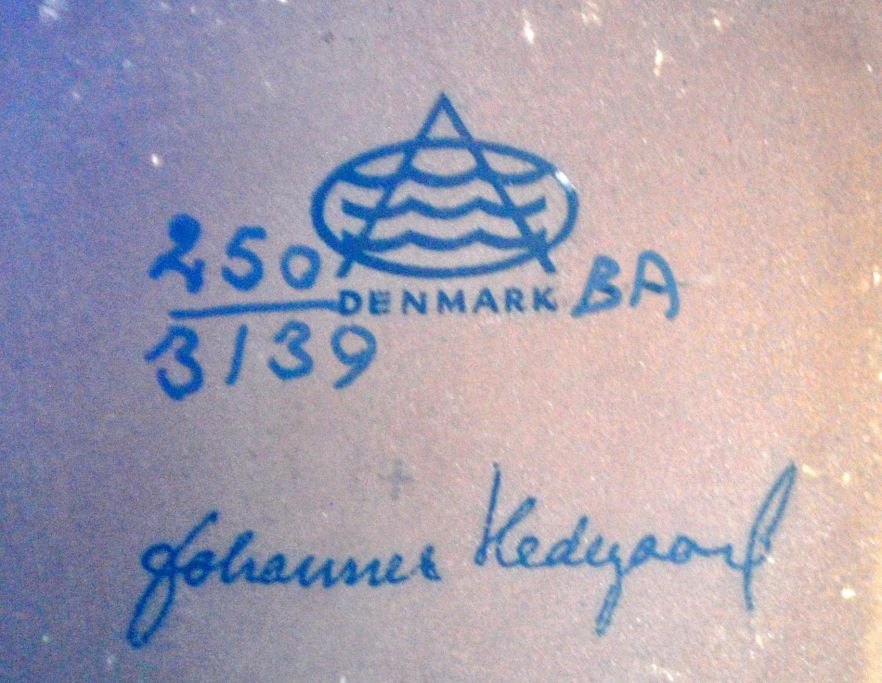 250
DENMARK BA
3139
Johannes Hedegaard